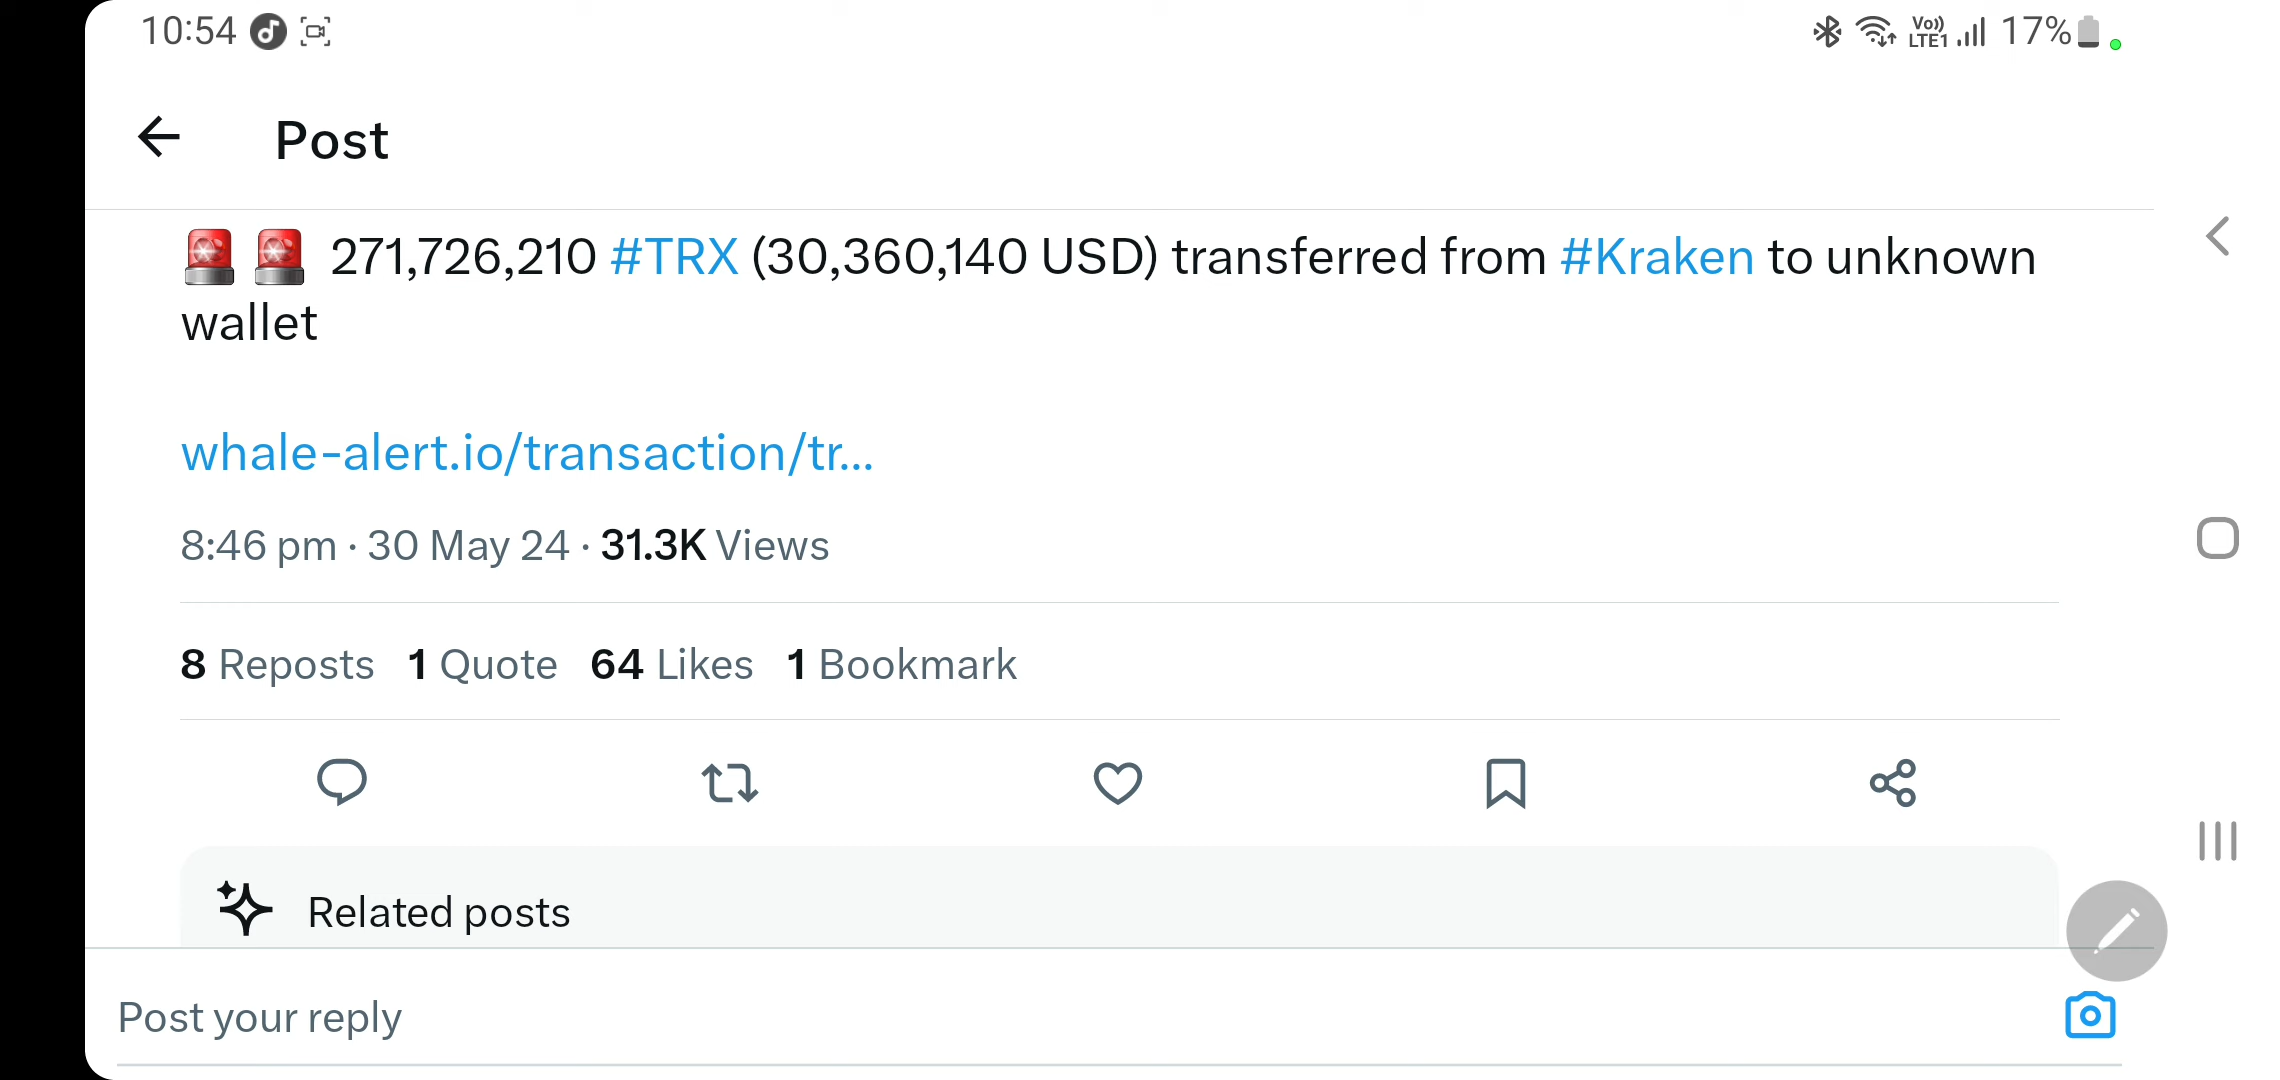 10:54
Vo)) LTE1 17%
Post
🚨 🚨 271,726,210 #TRX (30,360,140 USD) transferred from #Kraken to unknown
wallet
whale-alert.io/transaction/tr...
8:46 pm · 30 May 24 · 31.3K Views
8 Reposts 1 Quote 64 Likes 1 Bookmark
Related posts
Post your reply